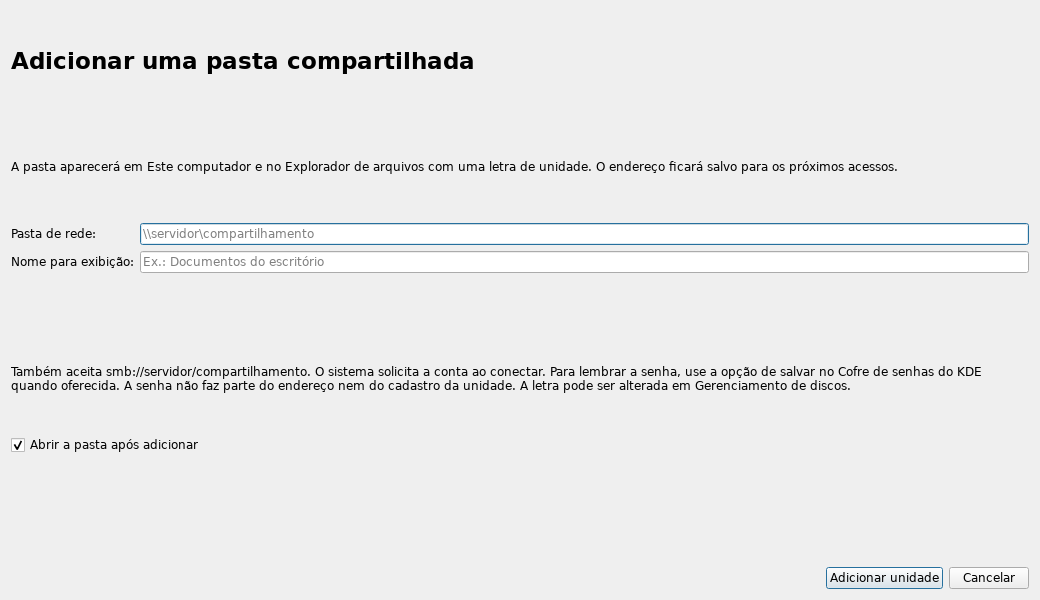 Adicionar uma pasta compartilhada
A pasta aparecerá em Este computador e no Explorador de arquivos com uma letra de unidade. O endereço ficará salvo para os próximos acessos.
Pasta de rede: \\servidor\compartilhamento
Nome para exibição: Ex.: Documentos do escritório
Também aceita smb://servidor/compartilhamento. O sistema solicita a conta ao conectar. Para lembrar a senha, use a opção de salvar no Cofre de senhas do KDE
quando oferecida. A senha não faz parte do endereço nem do cadastro da unidade. A letra pode ser alterada em Gerenciamento de discos.
Abrir a pasta após adicionar
Adicionar unidade Cancelar